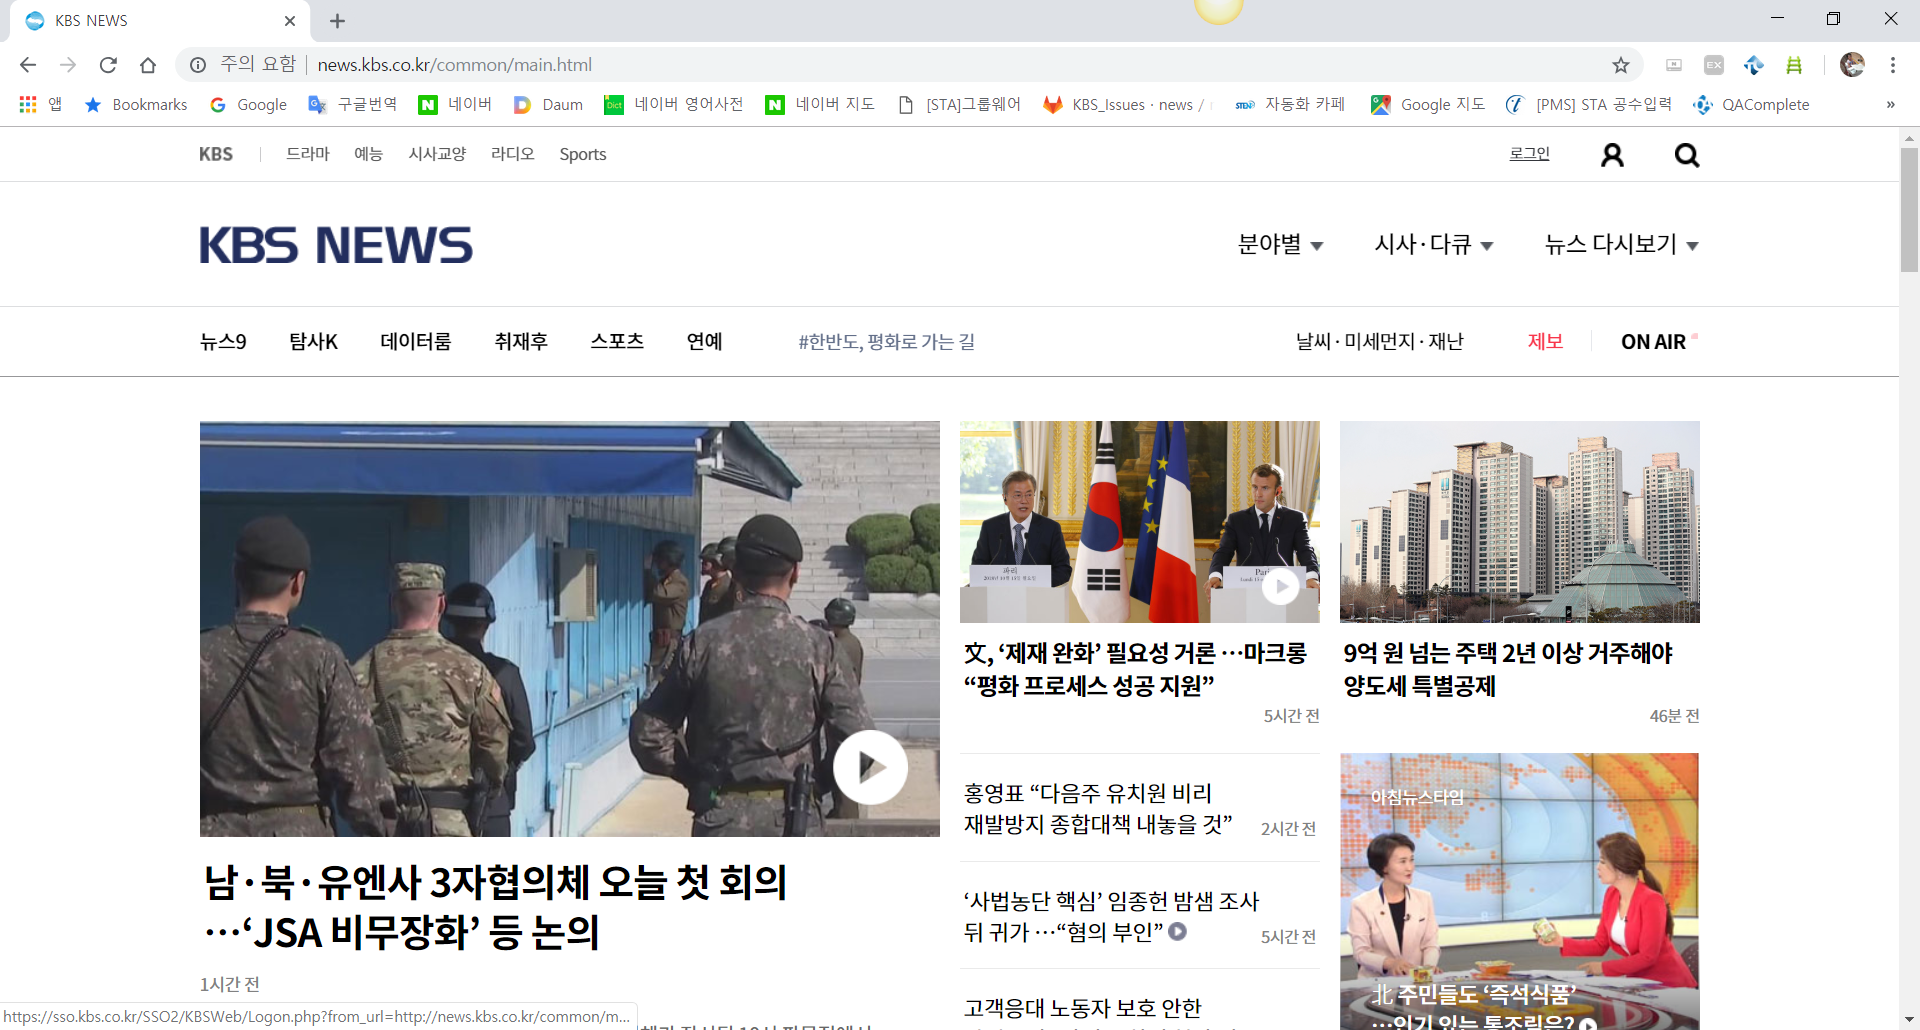 KBS NEWS
주의 요함 | news.kbs.co.kr/common/main.html
앱 Bookmarks Google 구글번역 네이버 Daum 네이버 영어사전 네이버 지도 [STA]그룹웨어 KBS_Issues · news / 자동화 카페 Google 지도 [PMS] STA 공수입력 QAComplete »
KBS 드라마 예능 시사교양 라디오 Sports 로그인
KBS NEWS 분야별 시사·다큐 뉴스 다시보기
뉴스9 탐사K 데이터룸 취재후 스포츠 연예 #한반도, 평화로 가는 길 날씨·미세먼지·재난 제보 ON AIR
남·북·유엔사 3자협의체 오늘 첫 회의
…‘JSA 비무장화’ 등 논의
1시간 전
파리
文, ‘제재 완화’ 필요성 거론 …마크롱
“평화 프로세스 성공 지원”
5시간 전
홍영표 “다음주 유치원 비리
재발방지 종합대책 내놓을 것”
2시간 전
‘사법농단 핵심’ 임종헌 밤샘 조사
뒤 귀가 …“혐의 부인”
5시간 전
고객응대 노동자 보호 안한
9억 원 넘는 주택 2년 이상 거주해야
양도세 특별공제
46분 전
아침뉴스타임
北 주민들도 ‘즉석식품’
…인기 있는 통조림은?
https://sso.kbs.co.kr/SSO2/KBSWeb/Logon.php?from_url=http://news.kbs.co.kr/common/m...